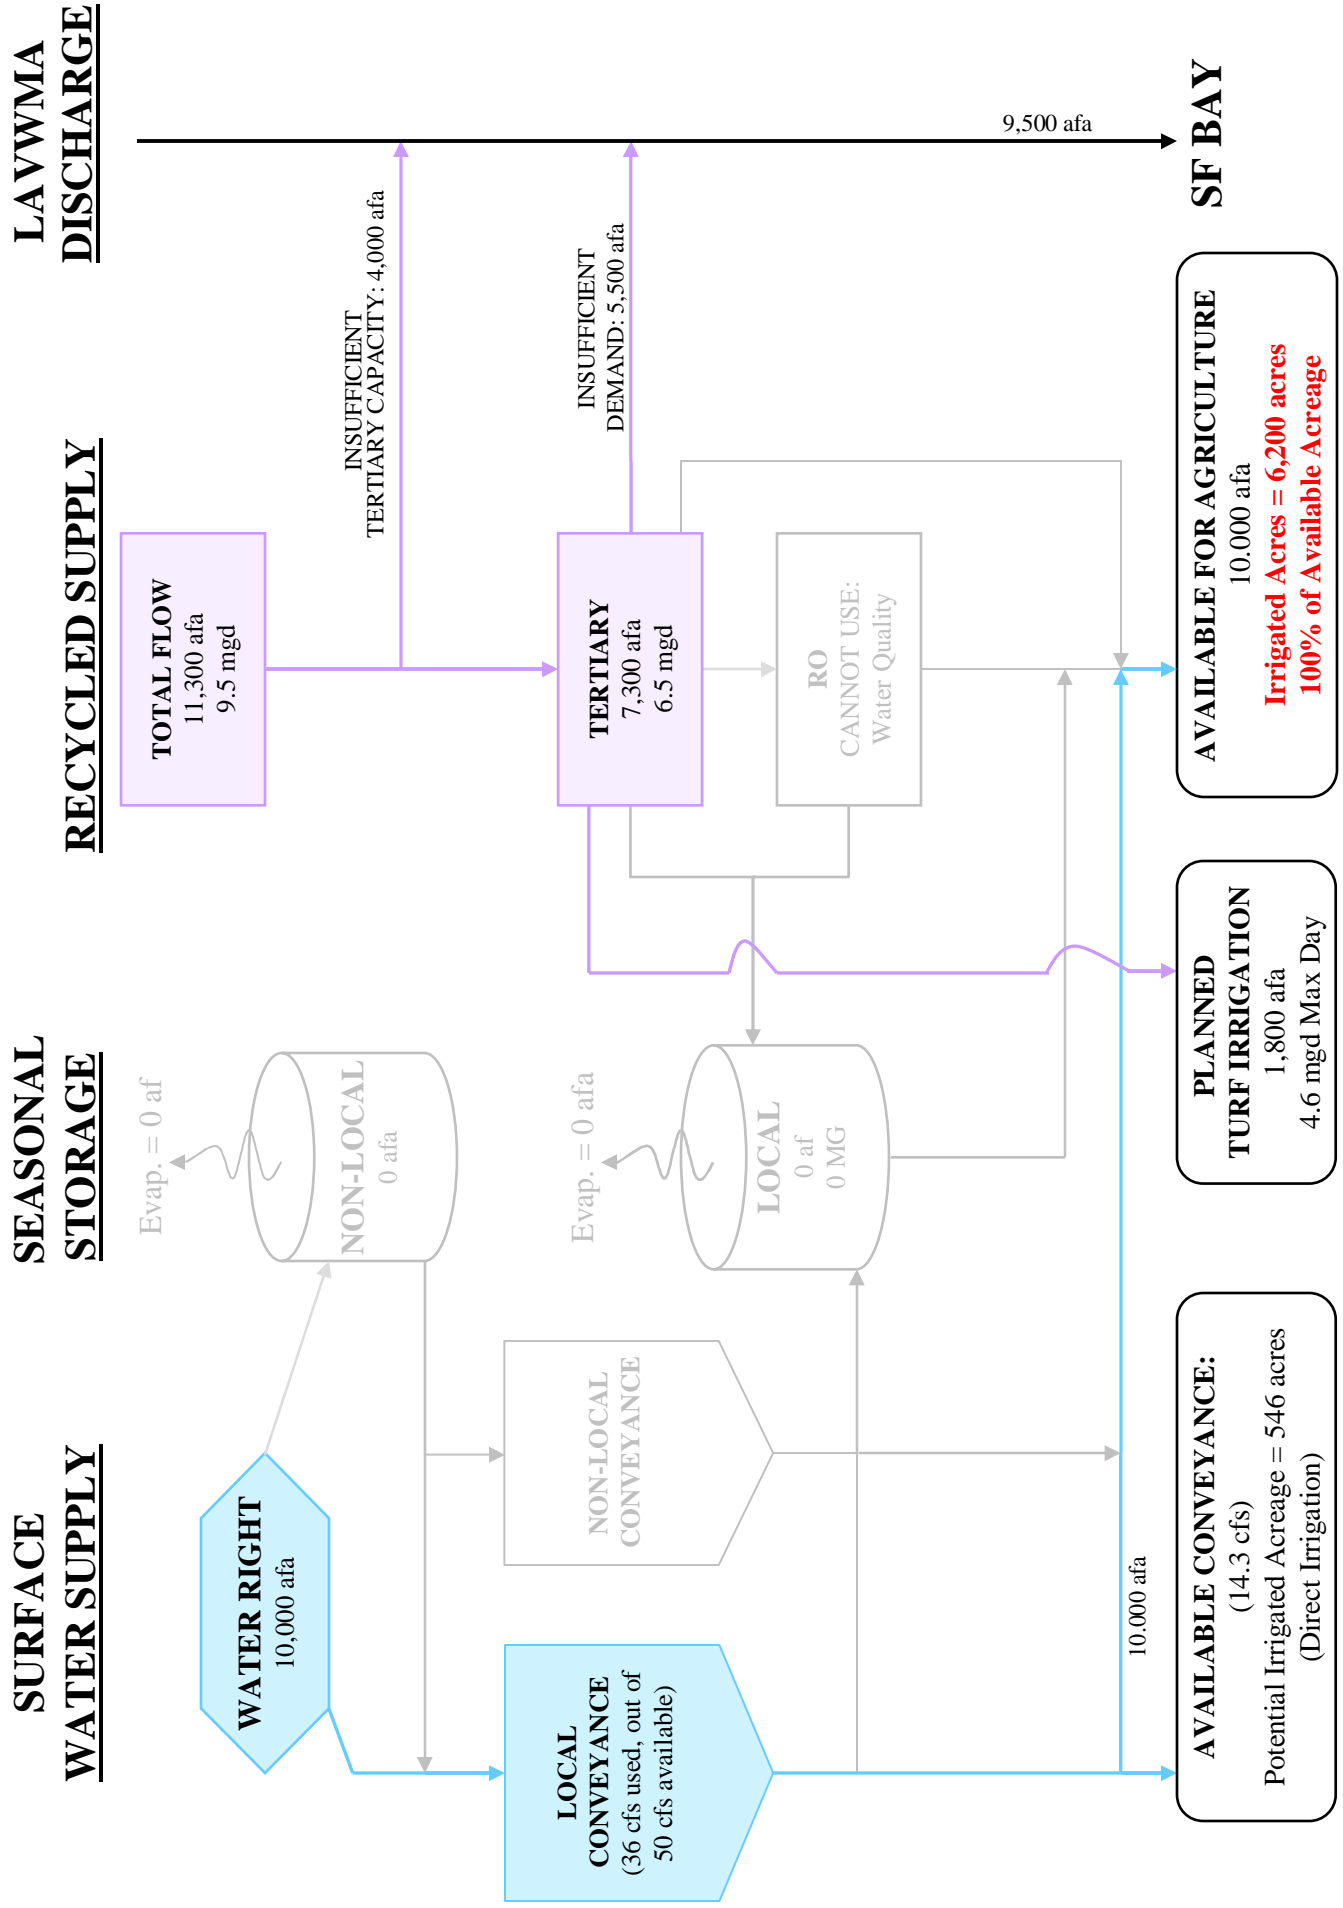 SURFACE
WATER SUPPLY
SEASONAL
STORAGE
RECYCLED SUPPLY
LAVWMA
DISCHARGE
WATER RIGHT
10,000 afa
Evap. = 0 af
NON-LOCAL
0 afa
TOTAL FLOW
11,300 afa
9.5 mgd
INSUFFICIENT
TERTIARY CAPACITY: 4,000 afa
LOCAL
CONVEYANCE
(36 cfs used, out of
50 cfs available)
NON-LOCAL
CONVEYANCE
Evap. = 0 afa
LOCAL
0 af
0 MG
TERTIARY
7,300 afa
6.5 mgd
INSUFFICIENT
DEMAND: 5,500 afa
RO
CANNOT USE:
Water Quality
10.000 afa
9,500 afa
AVAILABLE CONVEYANCE:
(14.3 cfs)
Potential Irrigated Acreage = 546 acres
(Direct Irrigation)
PLANNED
TURF IRRIGATION
1,800 afa
4.6 mgd Max Day
AVAILABLE FOR AGRICULTURE
10.000 afa
Irrigated Acres = 6,200 acres
100% of Available Acreage
SF BAY